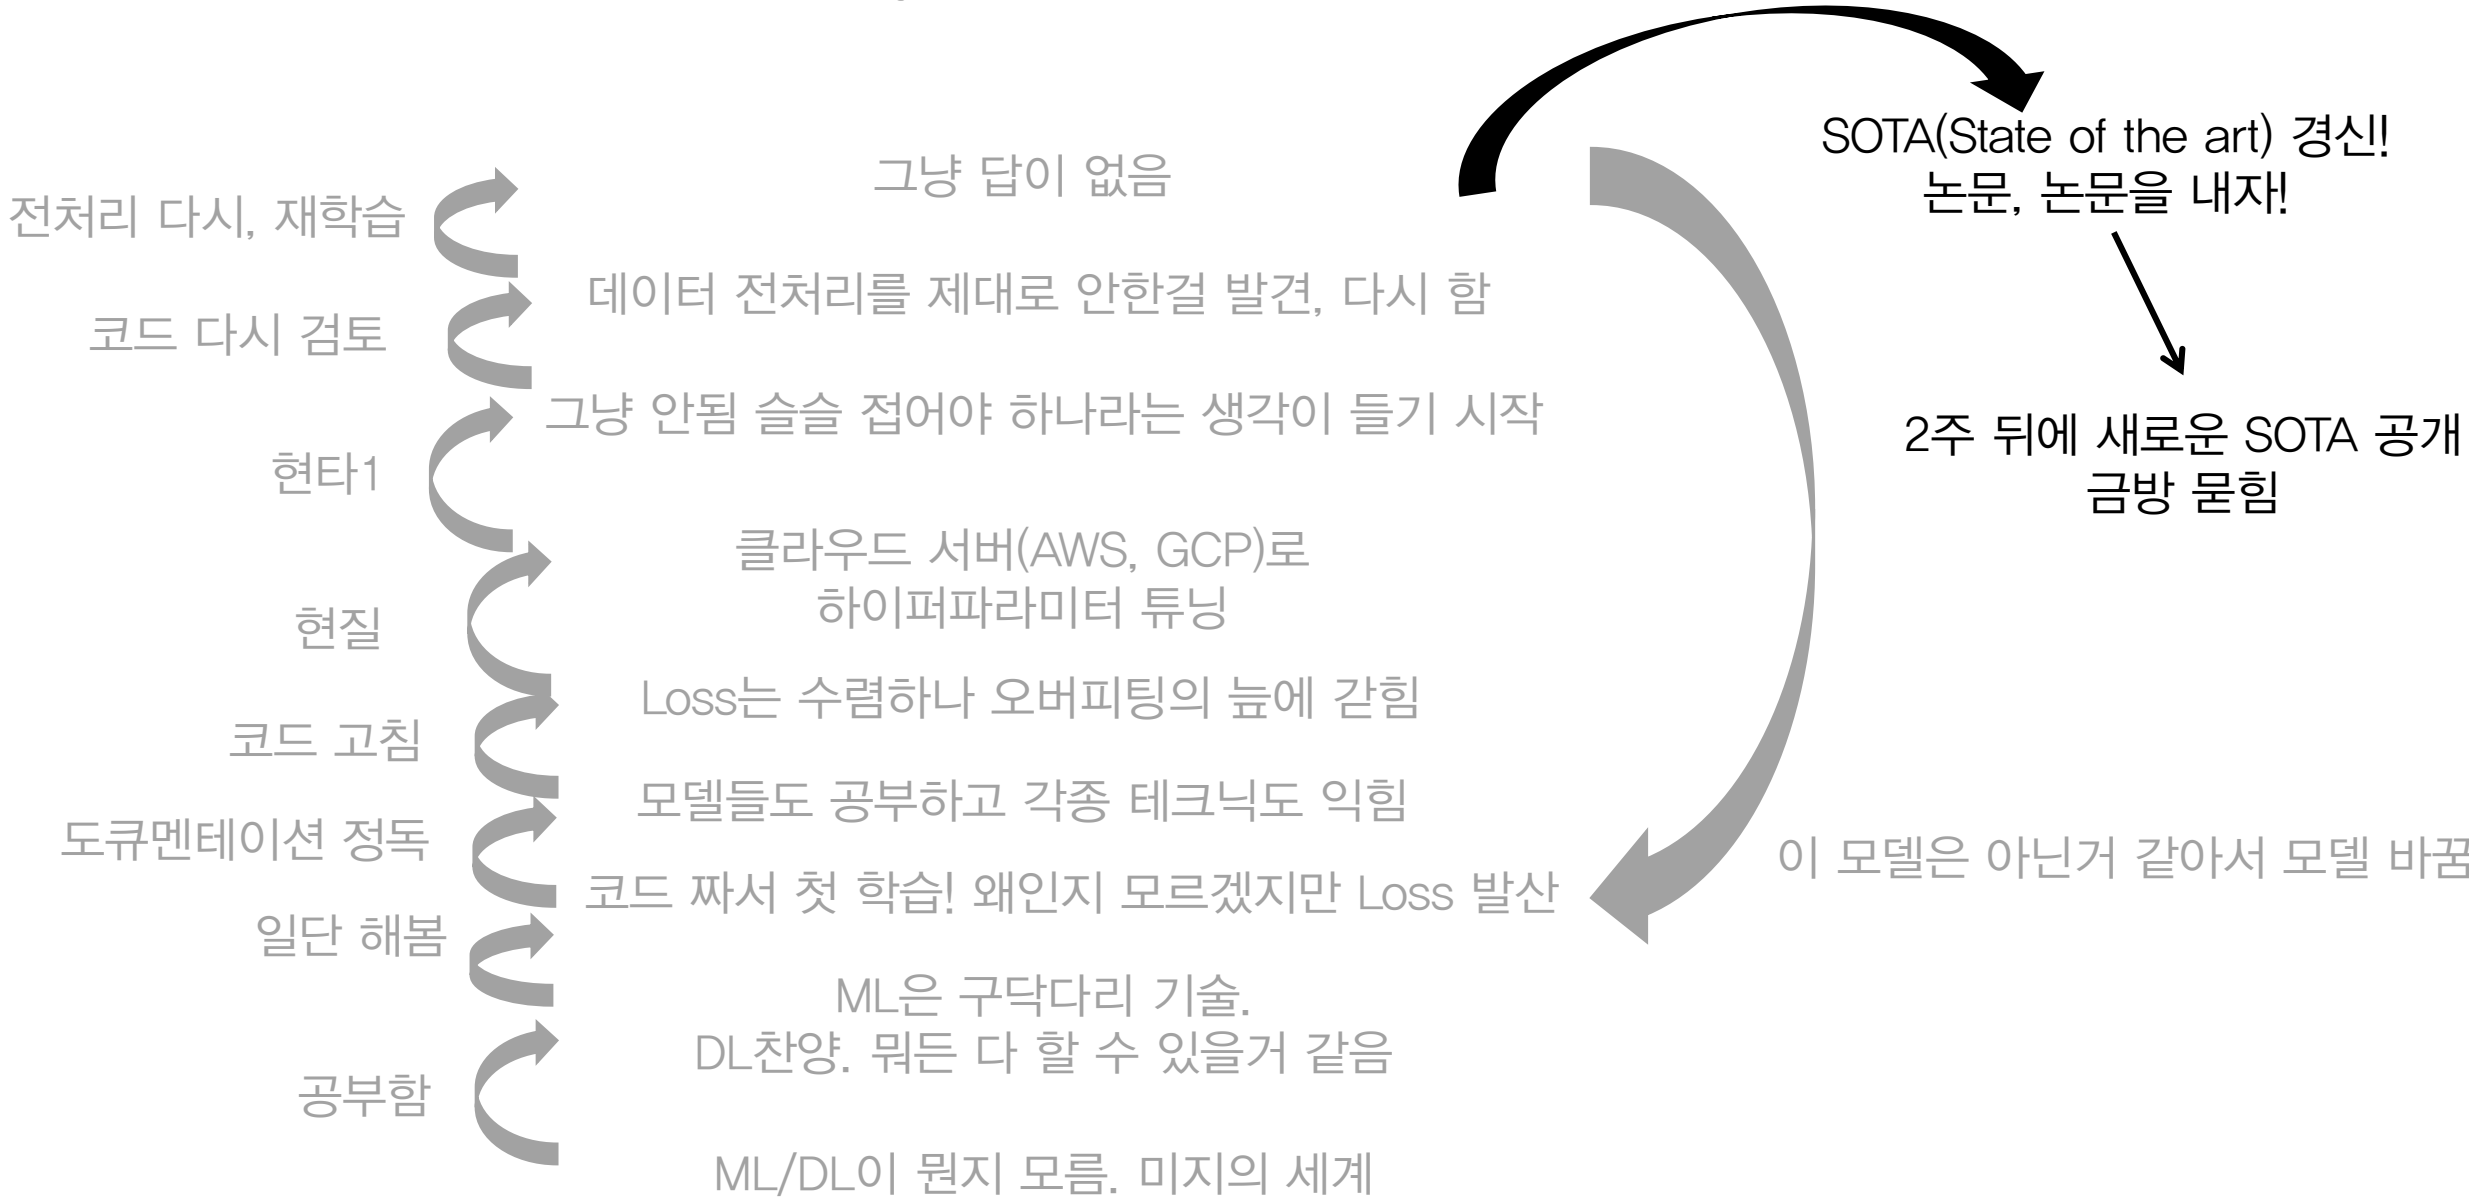 SOTA(State of the art) 경신!
논문, 논문을 내자!
그냥 답이 없음
전처리 다시, 재학습
데이터 전처리를 제대로 안한걸 발견, 다시 함
코드 다시 검토
그냥 안됨 슬슬 접어야 하나라는 생각이 들기 시작
2주 뒤에 새로운 SOTA 공개
금방 묻힘
현타1
클라우드 서버(AWS, GCP)로
하이퍼파라미터 튜닝
현질
Loss는 수렴하나 오버피팅의 늪에 갇힘
코드 고침
모델들도 공부하고 각종 테크닉도 익힘
도큐멘테이션 정독
이 모델은 아닌거 같아서 모델 바꿈
코드 짜서 첫 학습! 왜인지 모르겠지만 Loss 발산
일단 해봄
ML은 구닥다리 기술.
DL찬양. 뭐든 다 할 수 있을거 같음
공부함
ML/DL이 뭔지 모름. 미지의 세계